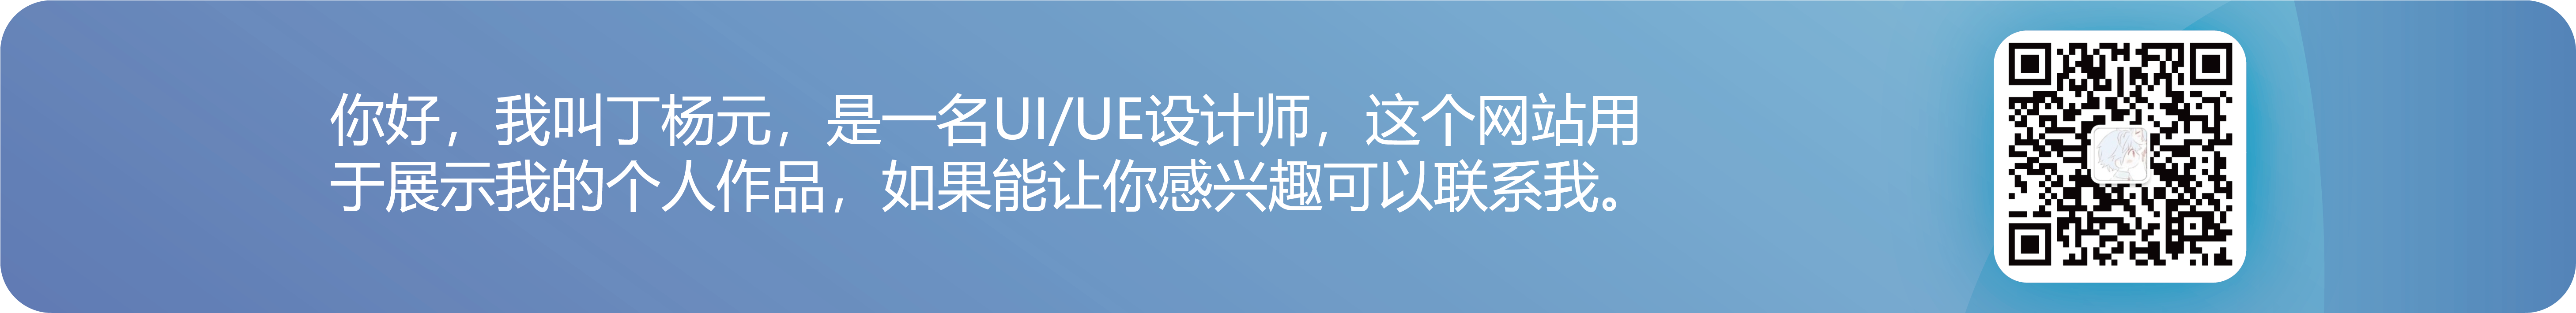 你好，我叫丁杨元，是一名UI/UE设计师，这个网站用
于展示我的个人作品，如果能让你感兴趣可以联系我。